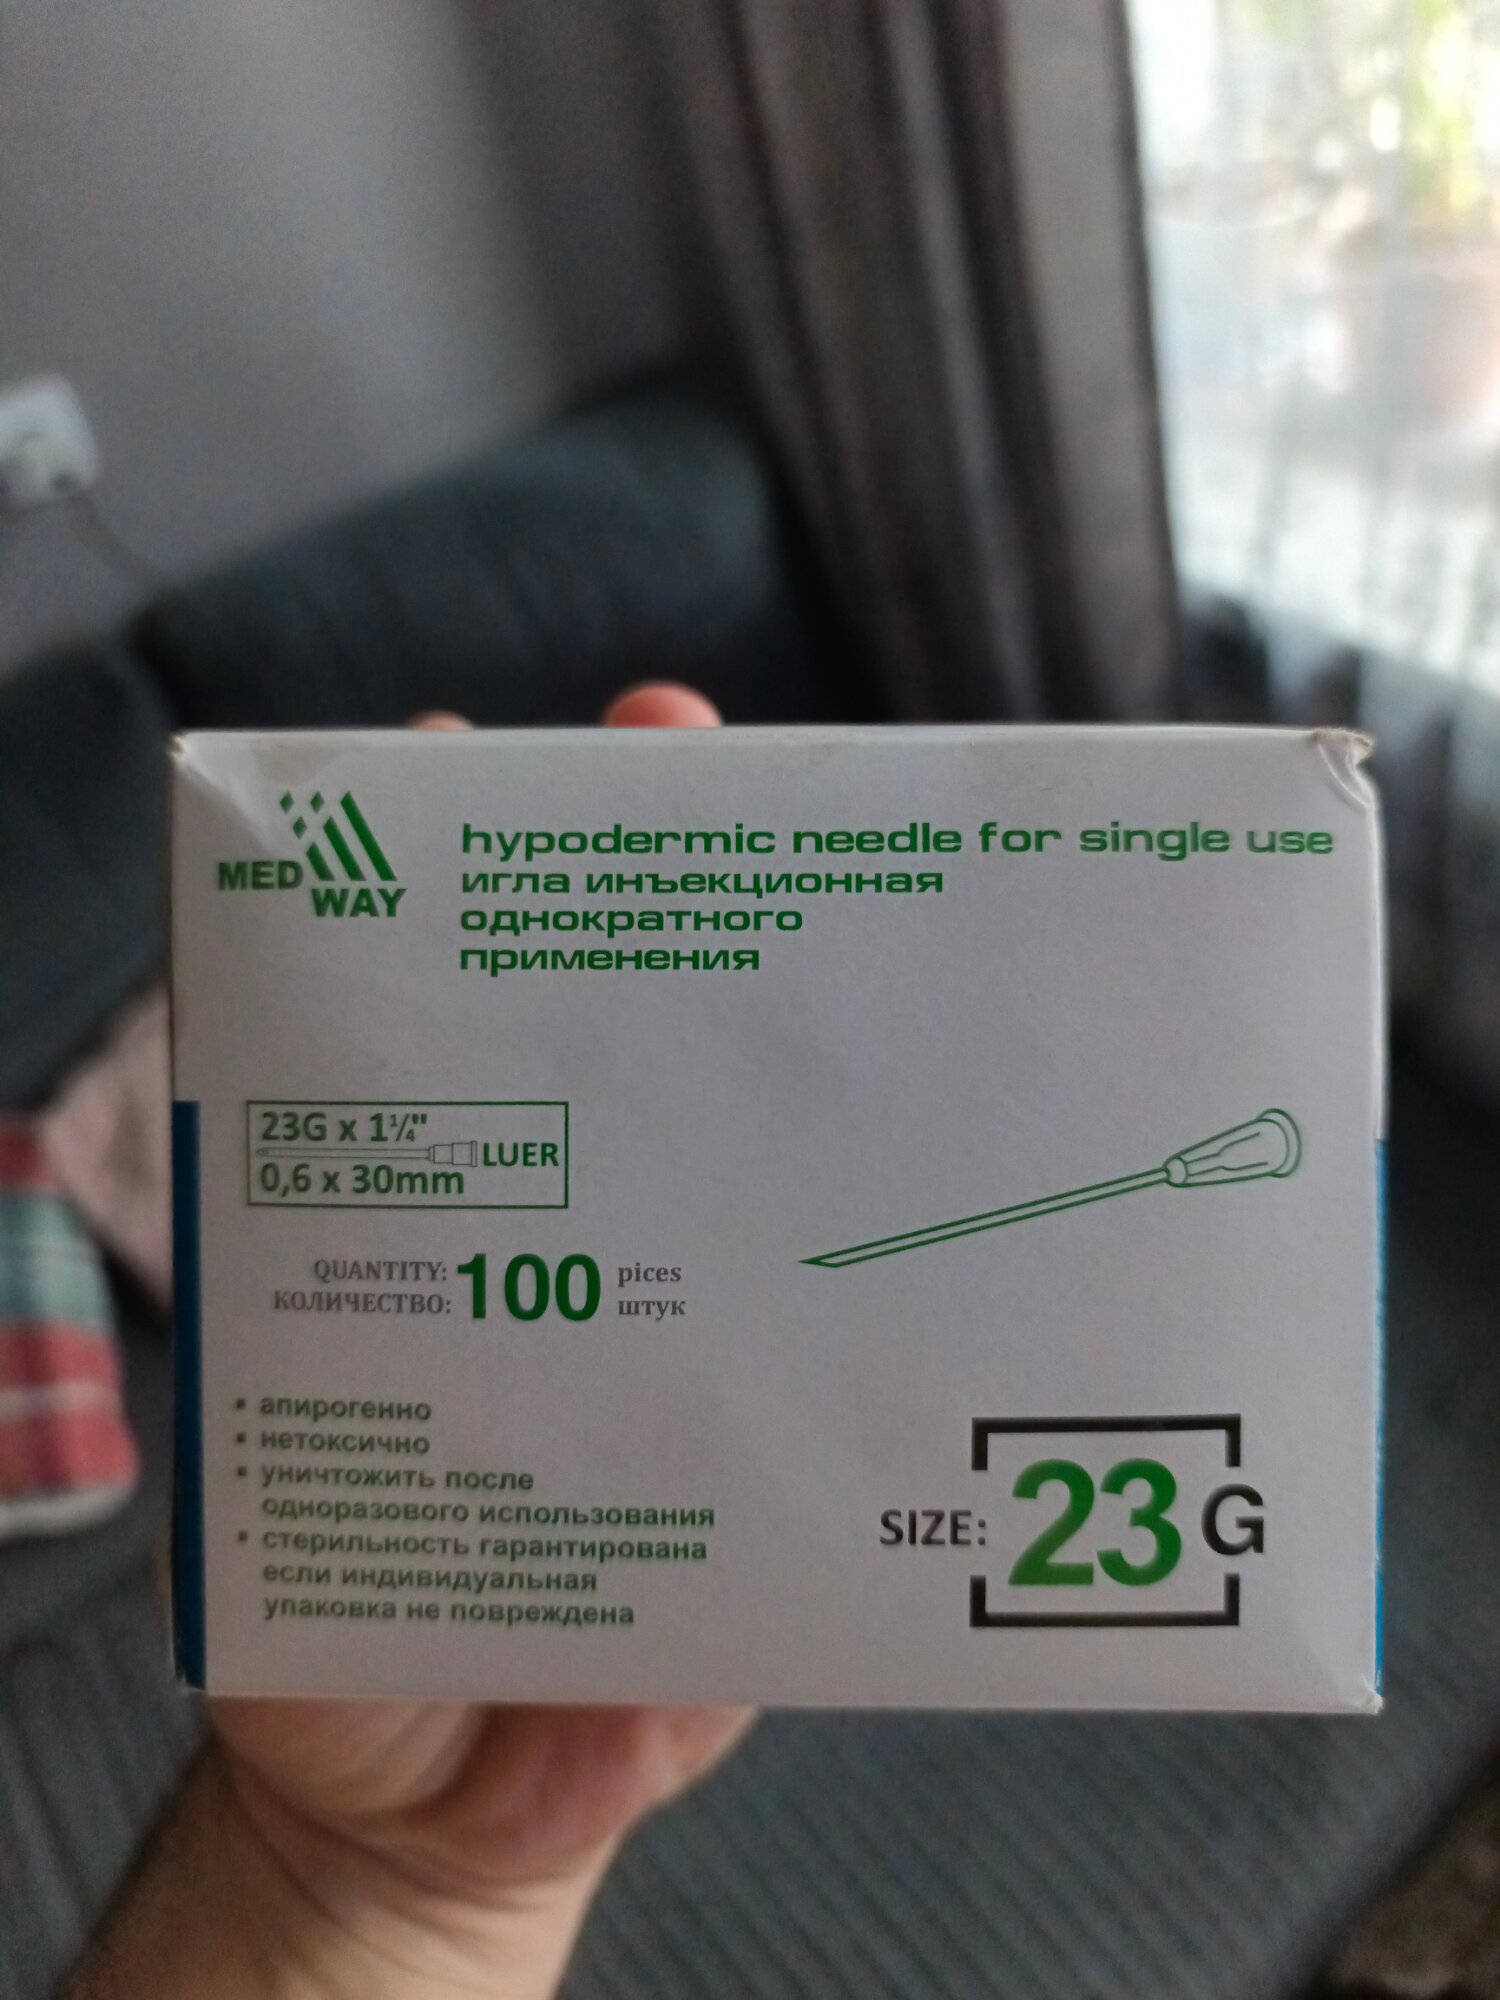 MED
WAY
hypodermic needle for single use
игла инъекционная
однократного
применения
23G x 1¼"
LUER
0,6 x 30mm
QUANTITY: 100 pices
КОЛИЧЕСТВО: штук
▪ апирогенно
▪ нетоксично
▪ уничтожить после
одноразового использования
▪ стерильность гарантирована
если индивидуальная
упаковка не повреждена
SIZE: 23 G